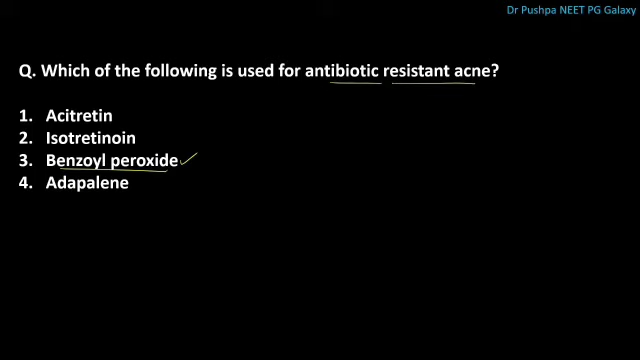 Dr Pushpa NEET PG Galaxy
Q. Which of the following is used for antibiotic resistant acne?
1. Acitretin
2. Isotretinoin
3. Benzoyl peroxide
4. Adapalene